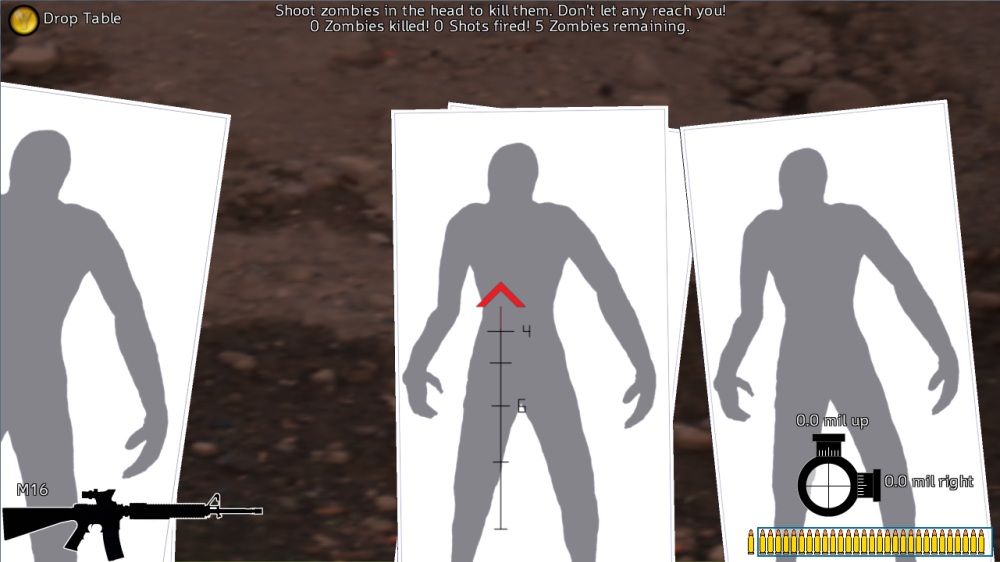 Drop Table
Shoot zombies in the head to kill them. Don't let any reach you!
0 Zombies killed! 0 Shots fired! 5 Zombies remaining.
4
6
0.0 mil up
0.0 mil right
M16